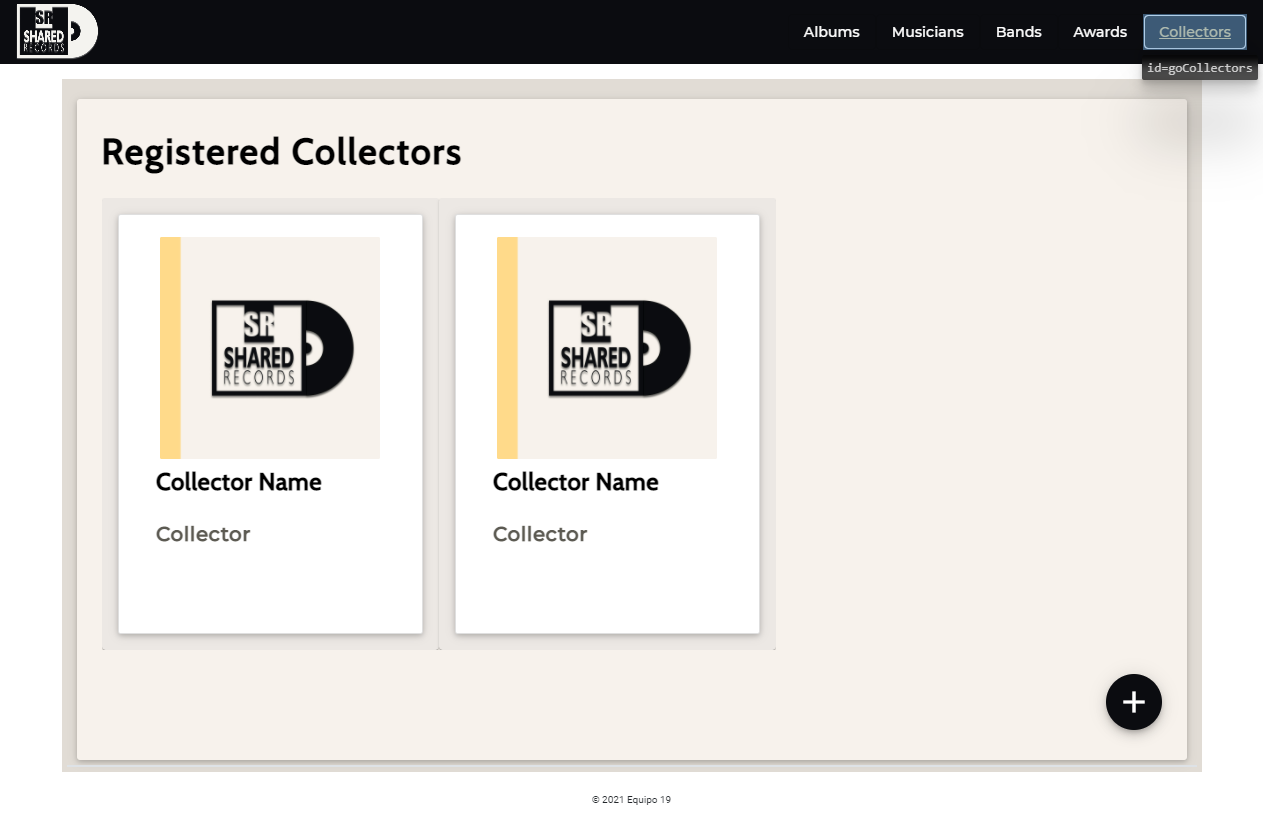 SR
SHARED
RECORDS
Albums Musicians Bands Awards Collectors
id=goCollectors
Registered Collectors
SR SR
SHARED SHARED
RECORDS RECORDS
Collector Name Collector Name
Collector Collector
© 2021 Equipo 19